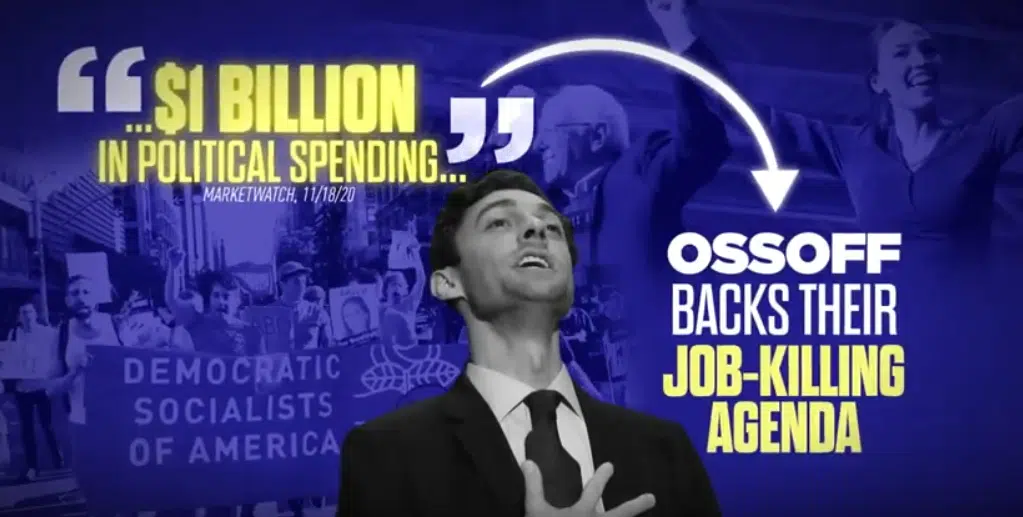 “...$1 BILLION
IN POLITICAL SPENDING...”
MARKETWATCH, 11/18/20
OSSOFF
BACKS THEIR
JOB-KILLING
AGENDA
DEMOCRATIC
SOCIALISTS
OF AMERICA